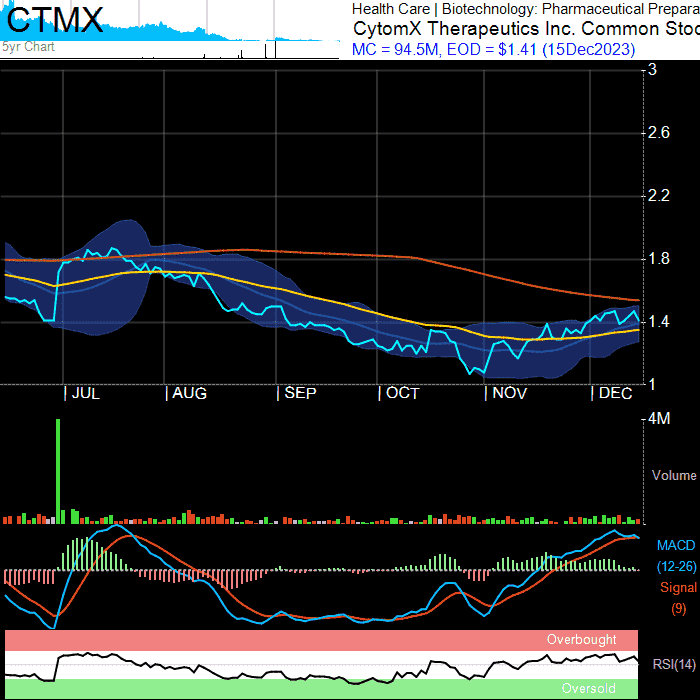 CTMX
5yr Chart
Health Care | Biotechnology: Pharmaceutical Prepara
CytomX Therapeutics Inc. Common Stoc
MC = 94.5M, EOD = $1.41 (15Dec2023)
3
2.6
2.2
1.8
1.4
1
| JUL | AUG | SEP | OCT | NOV | DEC
4M
Volume
MACD
(12-26)
Signal
(9)
Overbought
RSI(14)
Oversold